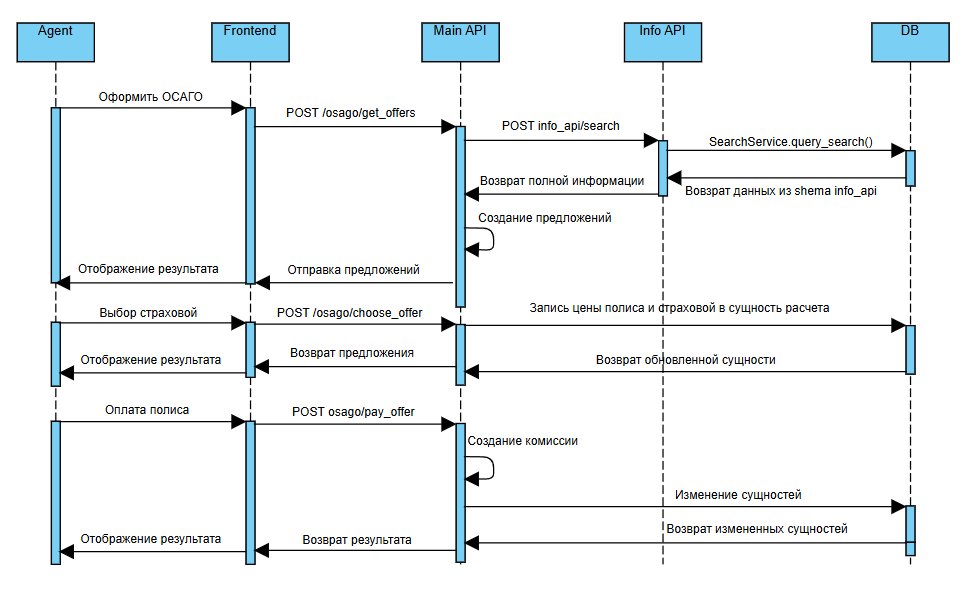 Agent
Frontend
Main API
Info API
DB
Оформить ОСАГО
POST /osago/get_offers
POST info_api/search
SearchService.query_search()
Возврат полной информации
Вовзрат данных из shema info_api
Создание предложений
Отображение результата
Отправка предложений
Выбор страховой
POST /osago/choose_offer
Запись цены полиса и страховой в сущность расчета
Отображение результата
Возврат предложения
Возврат обновленной сущности
Оплата полиса
POST osago/pay_offer
Создание комиссии
Изменение сущностей
Возврат измененных сущностей
Отображение результата
Возврат результата